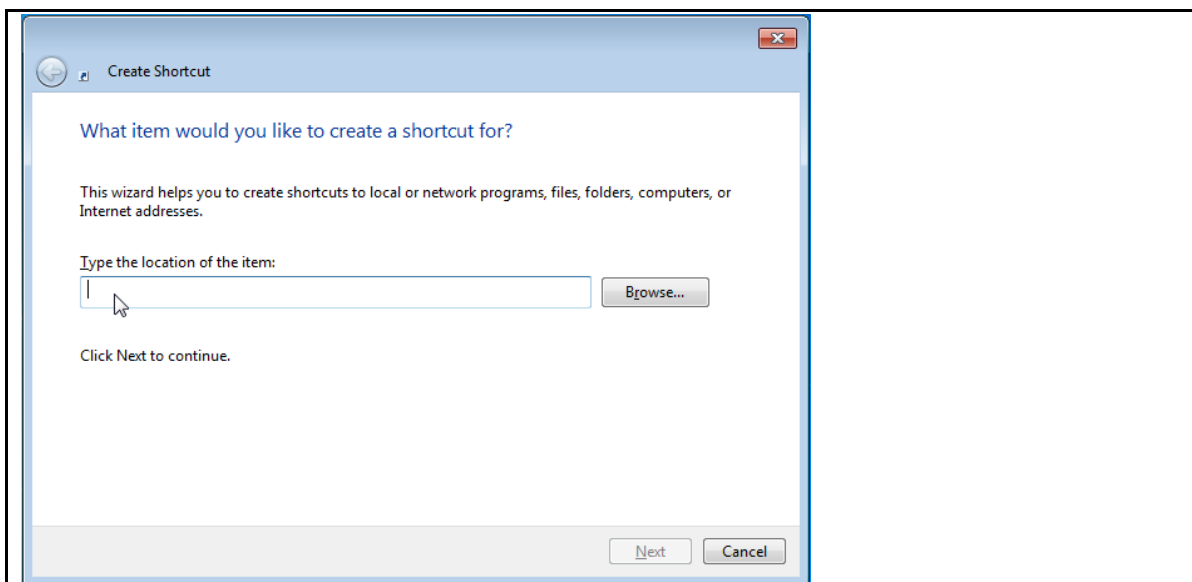 Create Shortcut
What item would you like to create a shortcut for?
This wizard helps you to create shortcuts to local or network programs, files, folders, computers, or
Internet addresses.
Type the location of the item:
Browse...
Click Next to continue.
Next Cancel